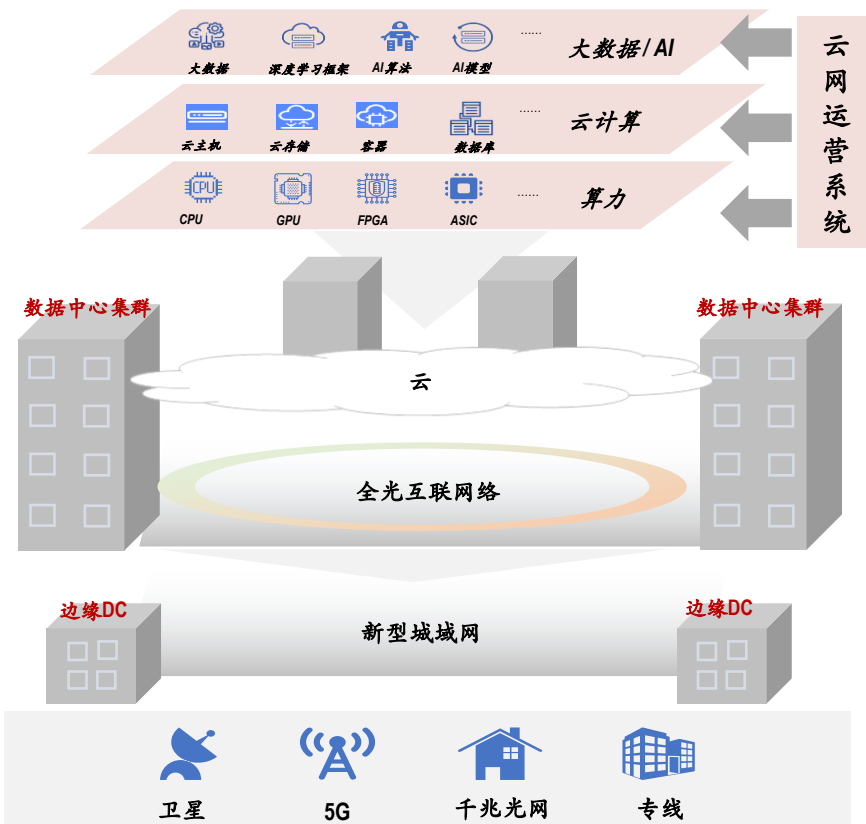 大数据
深度学习框架
AI算法
AI模型
......
大数据/AI
云主机
云存储
容器
数据库
......
云计算
CPU
CPU
GPU
FPGA
ASIC
......
算力
云网运营系统
数据中心集群
数据中心集群
云
全光互联网络
边缘DC
边缘DC
新型城域网
卫星
5G
千兆光网
专线